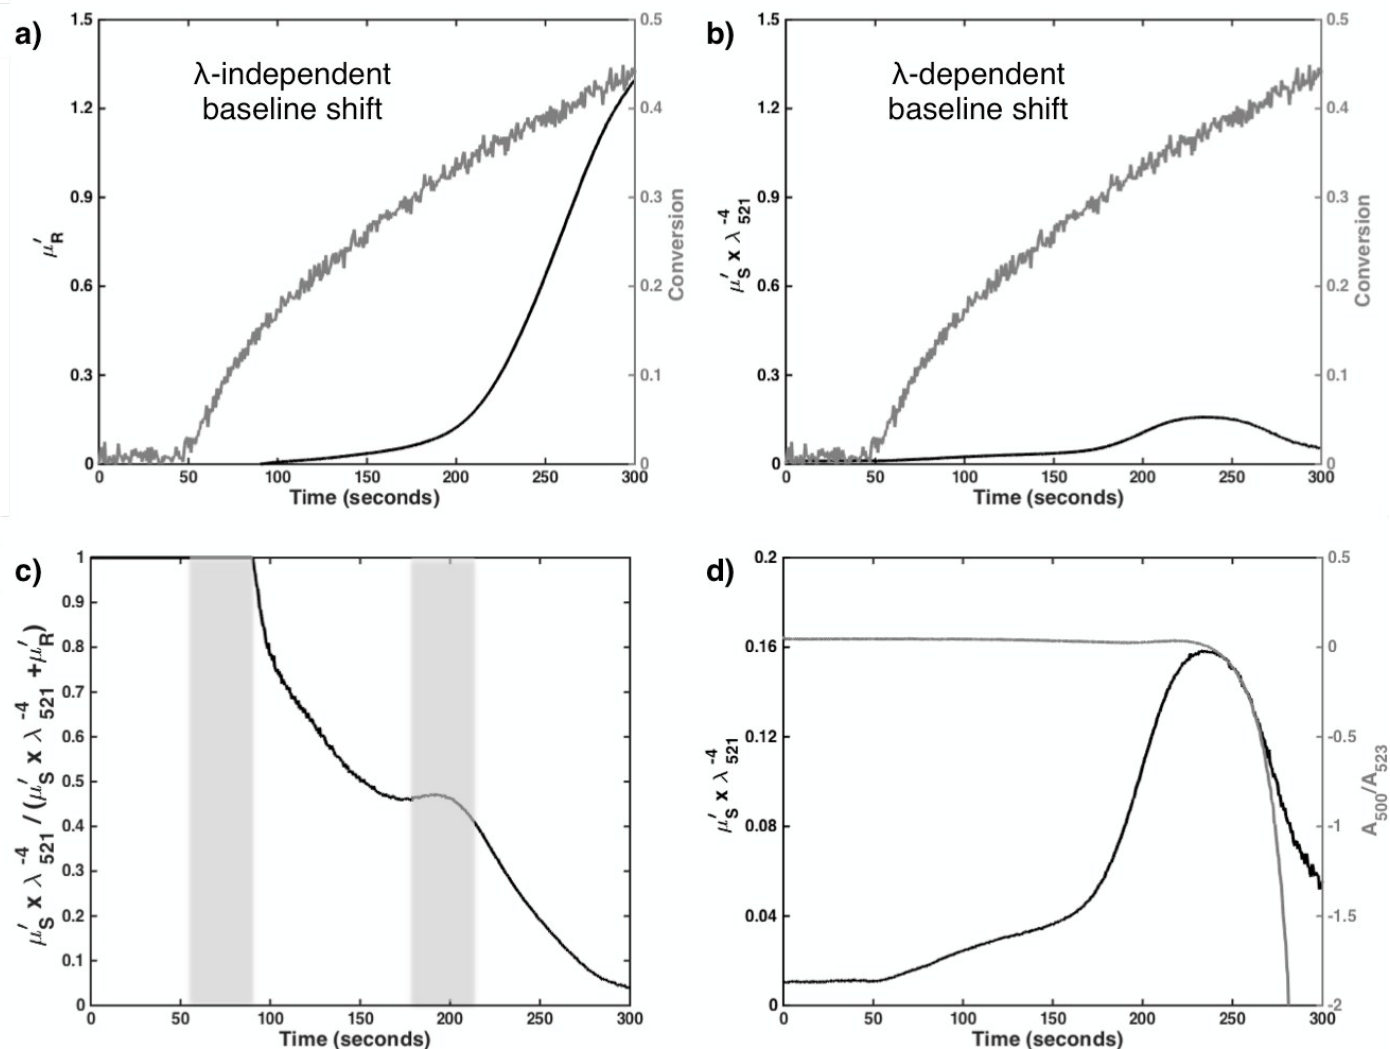 a)
λ-independent
baseline shift
1.5
1.2
0.9
0.6
0.3
0
0.5
0.4
0.3
0.2
0.1
0
0 50 100 150 200 250 300
Time (seconds)
μ′R
Conversion
b)
λ-dependent
baseline shift
1.5
1.2
0.9
0.6
0.3
0
0.5
0.4
0.3
0.2
0.1
0
0 50 100 150 200 250 300
Time (seconds)
μ′S x λ-4521
Conversion
c)
1
0.9
0.8
0.7
0.6
0.5
0.4
0.3
0.2
0.1
0
0 50 100 150 200 250 300
Time (seconds)
μ′S x λ-4521 / (μ′S x λ-4521 +μ′R)
d)
0.2
0.16
0.12
0.08
0.04
0
0.5
0
-0.5
-1
-1.5
-2
0 50 100 150 200 250 300
Time (seconds)
μ′S x λ-4521
A500/A523